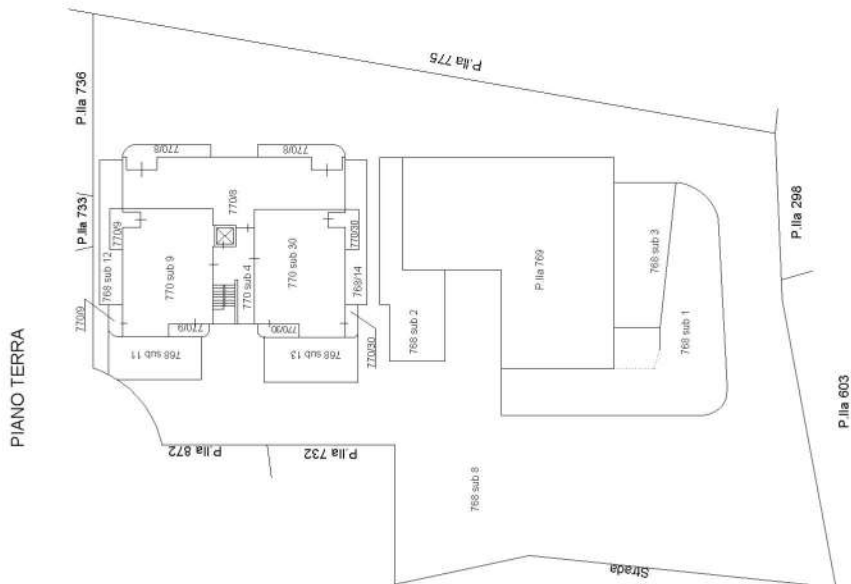 PIANO TERRA
P.lla 775
P.lla 736
P.lla 733
P.lla 298
P.lla 603
P.lla 872
P.lla 732
Strada
770/8
770/8
770/8
770/9
770/30
768 sub 12
770 sub 9
770 sub 4
770 sub 30
768/14
770/9
770/9
770/30
770/30
768 sub 11
768 sub 13
768 sub 2
P.lla 769
768 sub 3
768 sub 1
768 sub 8